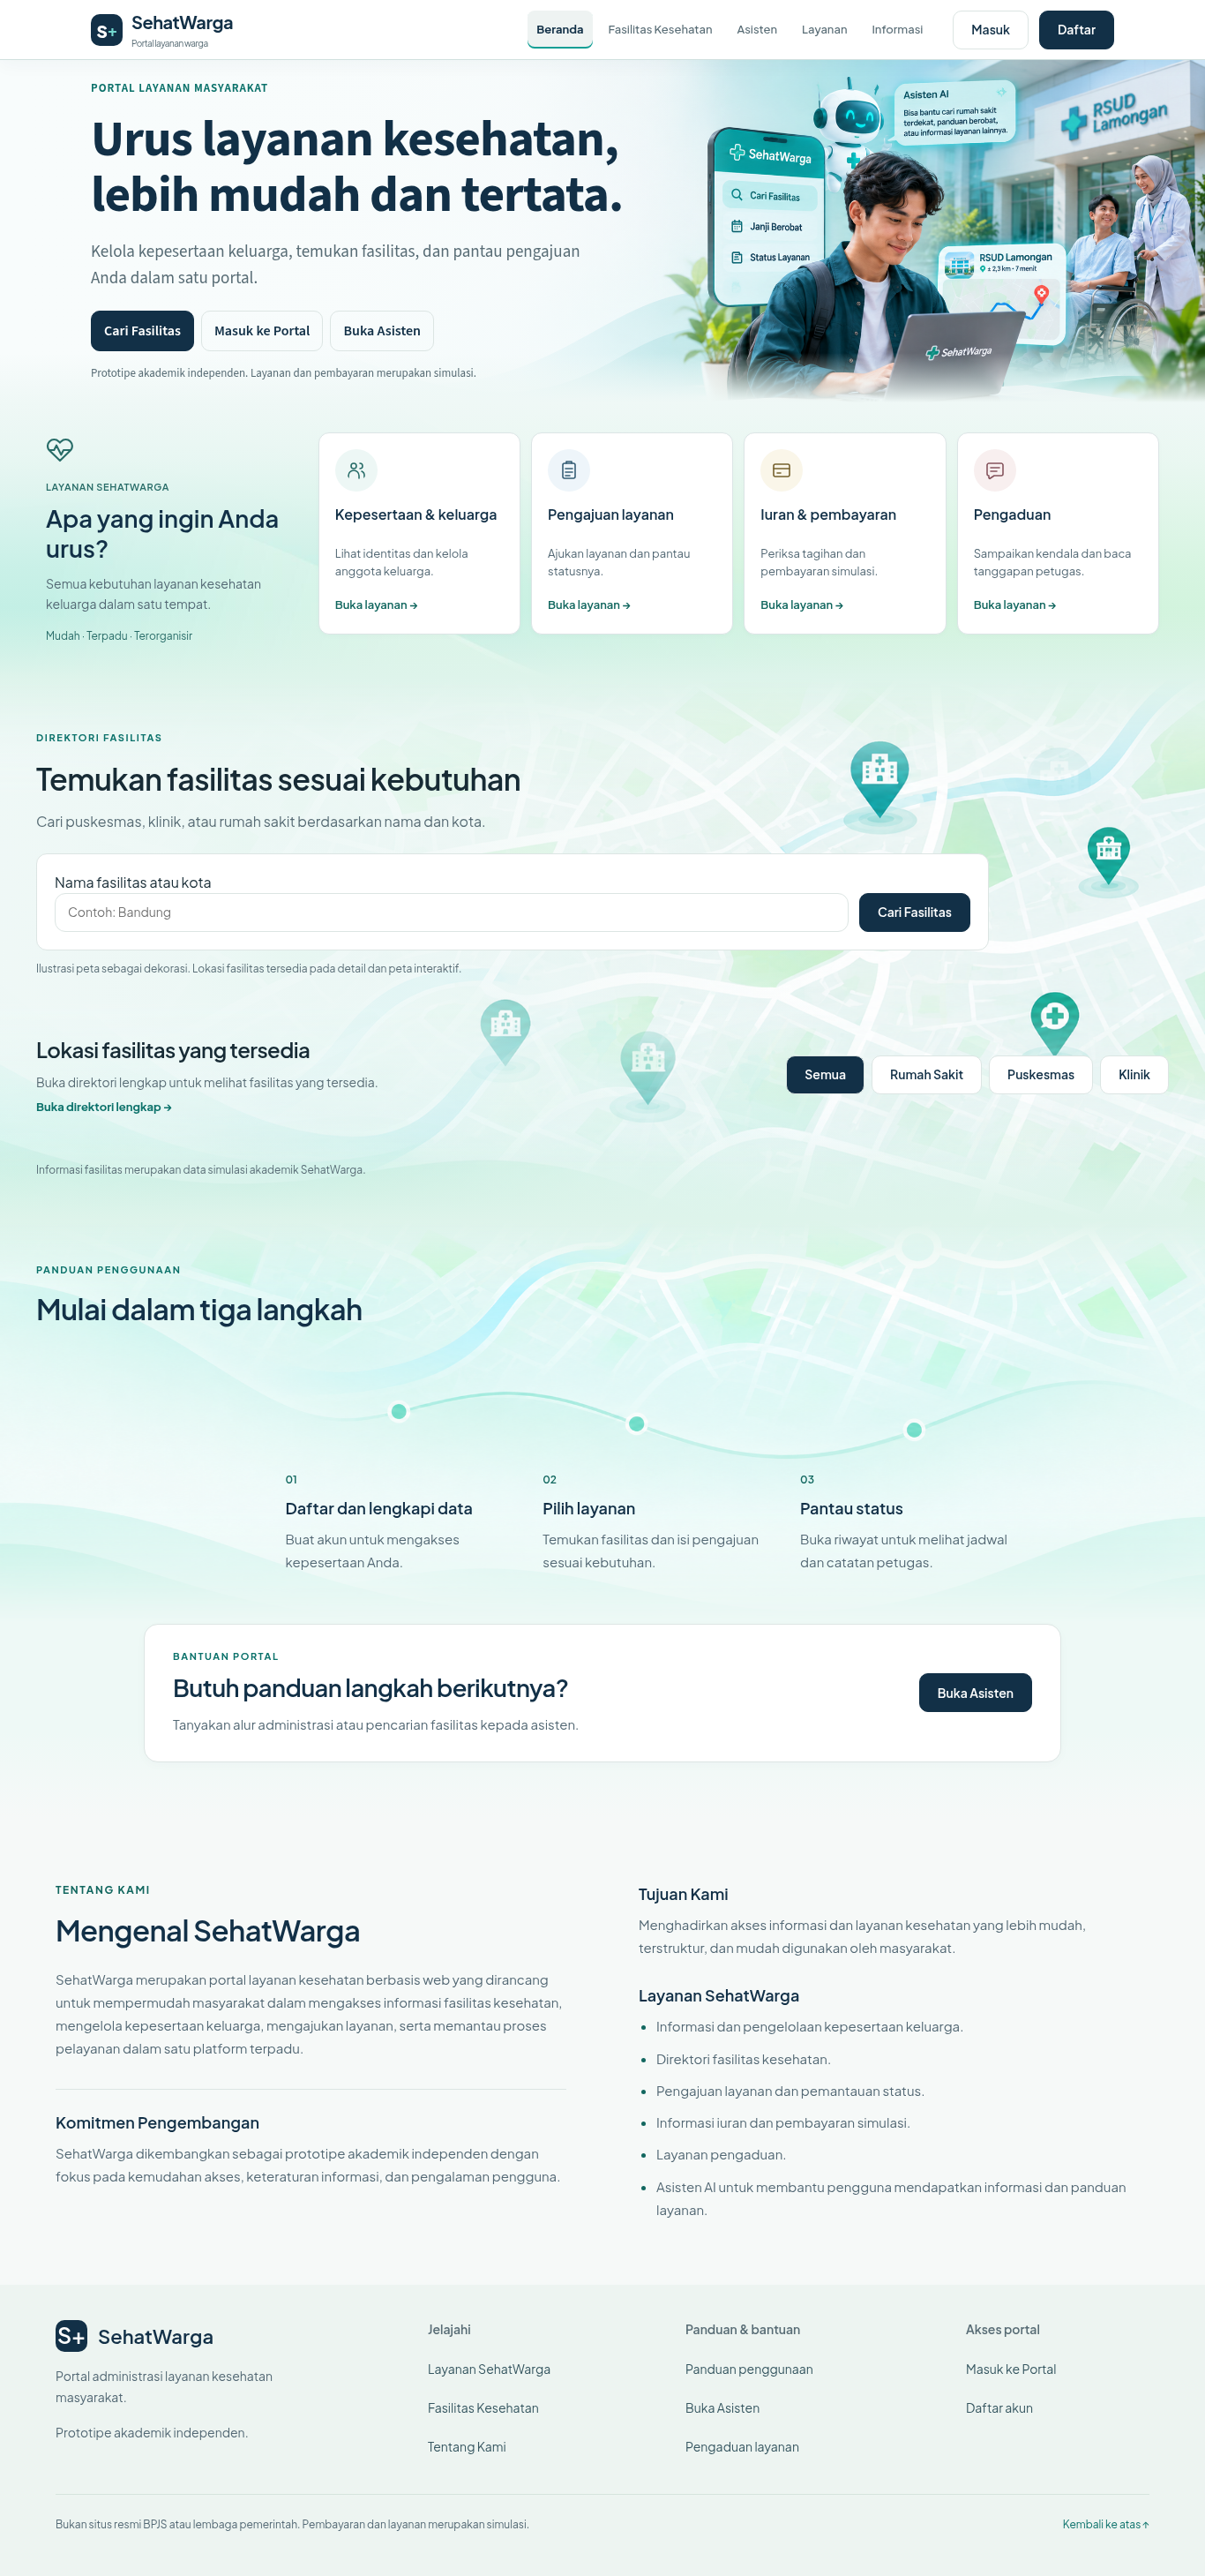 S+
SehatWarga
Portal layanan warga
Beranda
Fasilitas Kesehatan
Asisten
Layanan
Informasi
Masuk
Daftar
PORTAL LAYANAN MASYARAKAT
Urus layanan kesehatan,
lebih mudah dan tertata.
Kelola kepesertaan keluarga, temukan fasilitas, dan pantau pengajuan
Anda dalam satu portal.
Cari Fasilitas
Masuk ke Portal
Buka Asisten
Prototipe akademik independen. Layanan dan pembayaran merupakan simulasi.
SehatWarga
Cari Fasilitas
Janji Berobat
Status Layanan
Asisten AI
Bisa bantu cari rumah sakit
terdekat, panduan berobat,
atau informasi layanan lainnya.
RSUD
Lamongan
RSUD Lamongan
± 2,3 km • 7 menit
SehatWarga
LAYANAN SEHATWARGA
Apa yang ingin Anda
urus?
Semua kebutuhan layanan kesehatan
keluarga dalam satu tempat.
Mudah · Terpadu · Terorganisir
Kepesertaan & keluarga
Lihat identitas dan kelola
anggota keluarga.
Buka layanan →
Pengajuan layanan
Ajukan layanan dan pantau
statusnya.
Buka layanan →
Iuran & pembayaran
Periksa tagihan dan
pembayaran simulasi.
Buka layanan →
Pengaduan
Sampaikan kendala dan baca
tanggapan petugas.
Buka layanan →
DIREKTORI FASILITAS
Temukan fasilitas sesuai kebutuhan
Cari puskesmas, klinik, atau rumah sakit berdasarkan nama dan kota.
Nama fasilitas atau kota
Contoh: Bandung
Cari Fasilitas
Ilustrasi peta sebagai dekorasi. Lokasi fasilitas tersedia pada detail dan peta interaktif.
Lokasi fasilitas yang tersedia
Buka direktori lengkap untuk melihat fasilitas yang tersedia.
Buka direktori lengkap →
Semua
Rumah Sakit
Puskesmas
Klinik
Informasi fasilitas merupakan data simulasi akademik SehatWarga.
PANDUAN PENGGUNAAN
Mulai dalam tiga langkah
01
Daftar dan lengkapi data
Buat akun untuk mengakses
kepesertaan Anda.
02
Pilih layanan
Temukan fasilitas dan isi pengajuan
sesuai kebutuhan.
03
Pantau status
Buka riwayat untuk melihat jadwal
dan catatan petugas.
BANTUAN PORTAL
Butuh panduan langkah berikutnya?
Tanyakan alur administrasi atau pencarian fasilitas kepada asisten.
Buka Asisten
TENTANG KAMI
Mengenal SehatWarga
SehatWarga merupakan portal layanan kesehatan berbasis web yang dirancang
untuk mempermudah masyarakat dalam mengakses informasi fasilitas kesehatan,
mengelola kepesertaan keluarga, mengajukan layanan, serta memantau proses
pelayanan dalam satu platform terpadu.
Komitmen Pengembangan
SehatWarga dikembangkan sebagai prototipe akademik independen dengan
fokus pada kemudahan akses, keteraturan informasi, dan pengalaman pengguna.
Tujuan Kami
Menghadirkan akses informasi dan layanan kesehatan yang lebih mudah,
terstruktur, dan mudah digunakan oleh masyarakat.
Layanan SehatWarga
• Informasi dan pengelolaan kepesertaan keluarga.
• Direktori fasilitas kesehatan.
• Pengajuan layanan dan pemantauan status.
• Informasi iuran dan pembayaran simulasi.
• Layanan pengaduan.
• Asisten AI untuk membantu pengguna mendapatkan informasi dan panduan
layanan.
S+
SehatWarga
Portal administrasi layanan kesehatan
masyarakat.
Prototipe akademik independen.
Jelajahi
Layanan SehatWarga
Fasilitas Kesehatan
Tentang Kami
Panduan & bantuan
Panduan penggunaan
Buka Asisten
Pengaduan layanan
Akses portal
Masuk ke Portal
Daftar akun
Bukan situs resmi BPJS atau lembaga pemerintah. Pembayaran dan layanan merupakan simulasi.
Kembali ke atas ↑